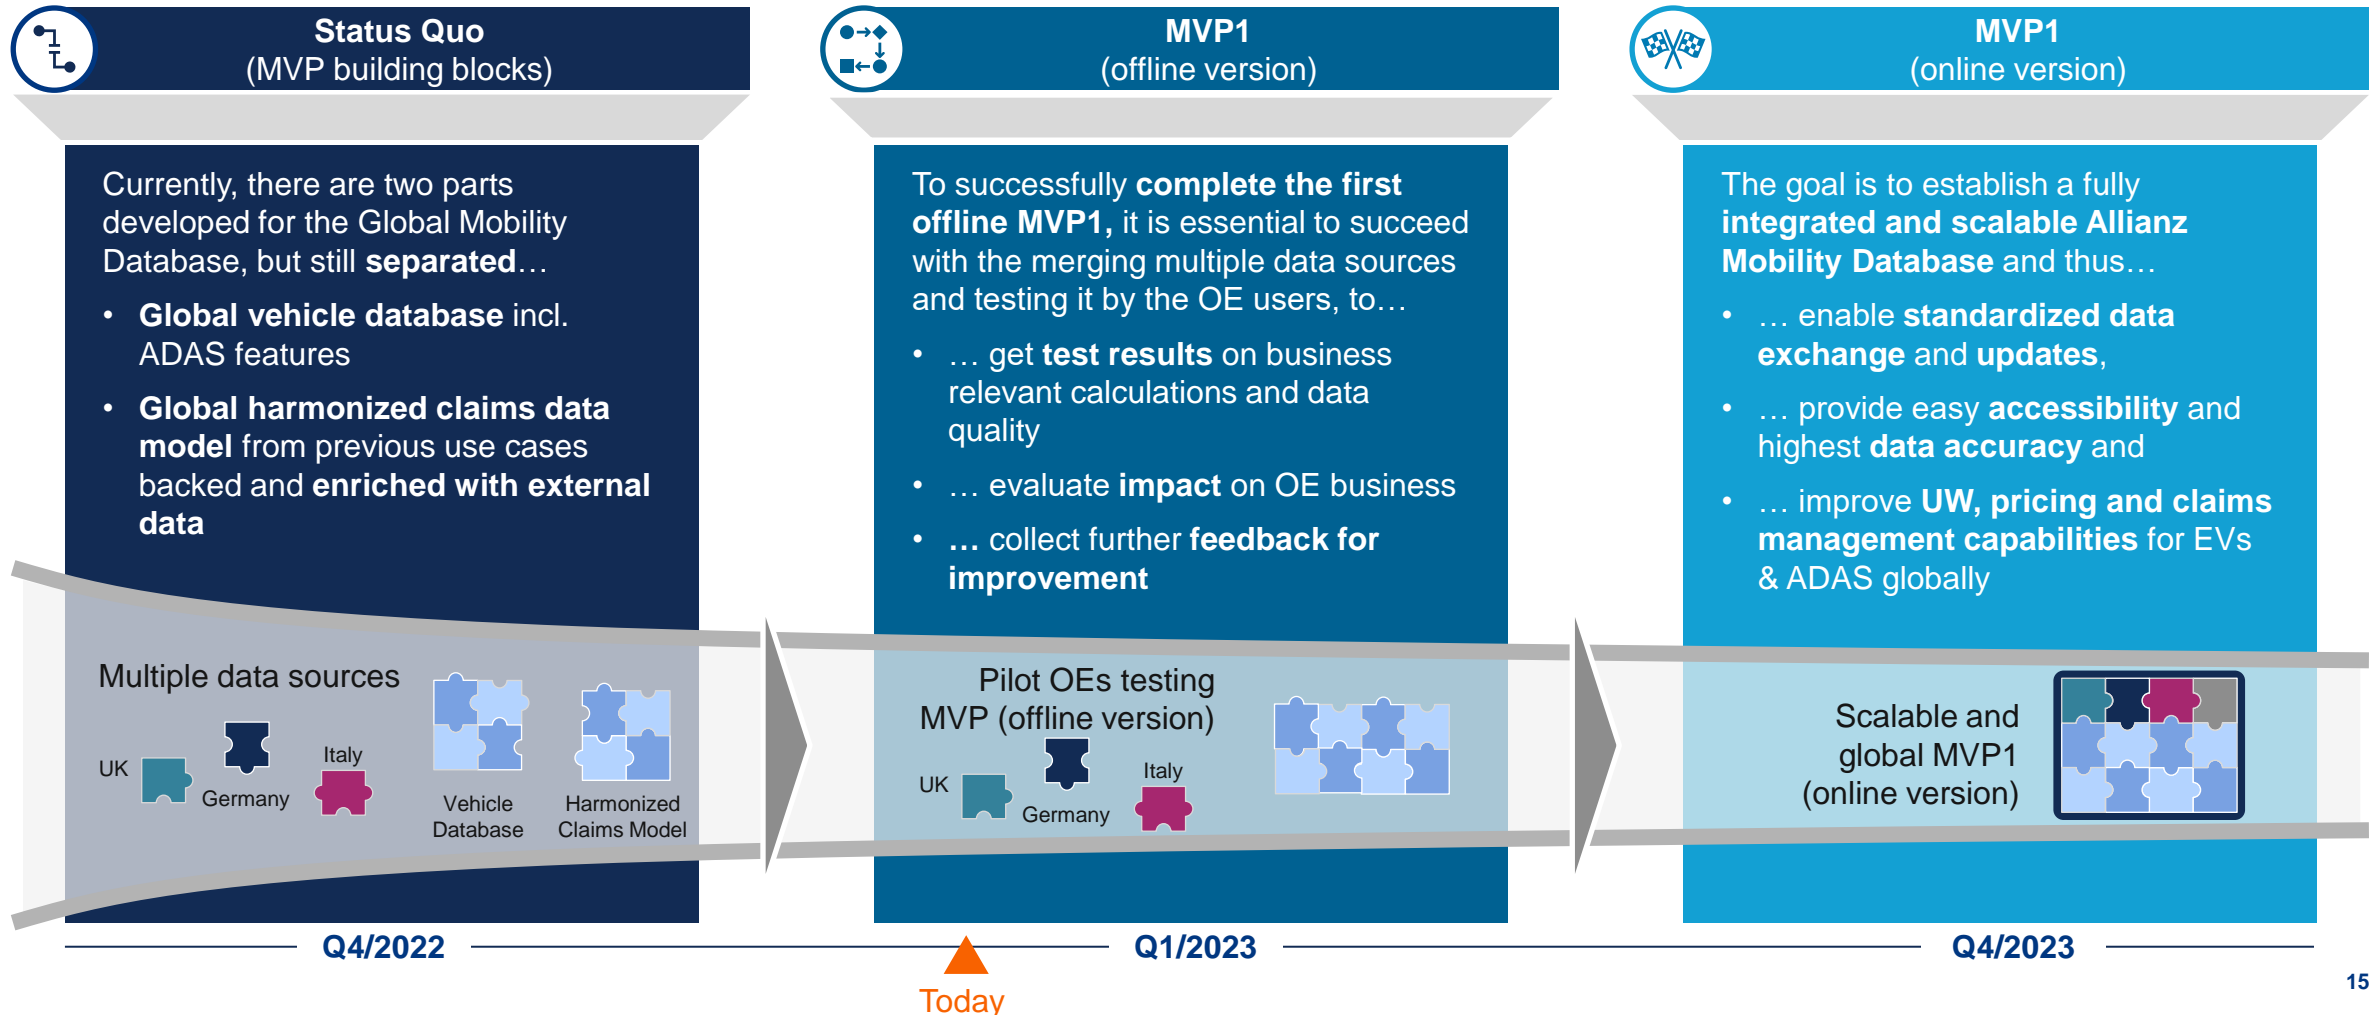 Status Quo
(MVP building blocks)
Currently, there are two parts
developed for the Global Mobility
Database, but still separated…
• Global vehicle database incl.
ADAS features
• Global harmonized claims data
model from previous use cases
backed and enriched with external
data
Multiple data sources
UK
Germany
Italy
Vehicle
Database
Harmonized
Claims Model
Q4/2022
MVP1
(offline version)
To successfully complete the first
offline MVP1, it is essential to succeed
with the merging multiple data sources
and testing it by the OE users, to…
• … get test results on business
relevant calculations and data
quality
• … evaluate impact on OE business
• … collect further feedback for
improvement
Pilot OEs testing
MVP (offline version)
UK
Germany
Italy
Q1/2023
Today
MVP1
(online version)
The goal is to establish a fully
integrated and scalable Allianz
Mobility Database and thus…
• … enable standardized data
exchange and updates,
• … provide easy accessibility and
highest data accuracy and
• … improve UW, pricing and claims
management capabilities for EVs
& ADAS globally
Scalable and
global MVP1
(online version)
Q4/2023
15